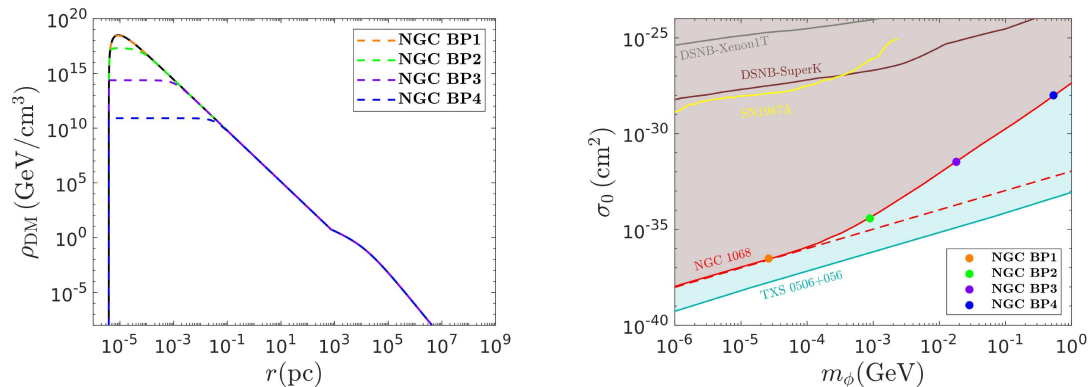 10^20
10^15
10^10
10^5
10^0
10^-5
ρ_DM (GeV/cm^3)
NGC BP1
NGC BP2
NGC BP3
NGC BP4
10^-5 10^-3 10^-1 10^1 10^3 10^5 10^7 10^9
r(pc)
10^-25
10^-30
10^-35
10^-40
σ_0 (cm^2)
DSNB-Xenon1T
DSNB-SuperK
SN1987A
NGC 1068
TXS 0506+056
NGC BP1
NGC BP2
NGC BP3
NGC BP4
10^-6 10^-5 10^-4 10^-3 10^-2 10^-1 10^0
m_ϕ(GeV)